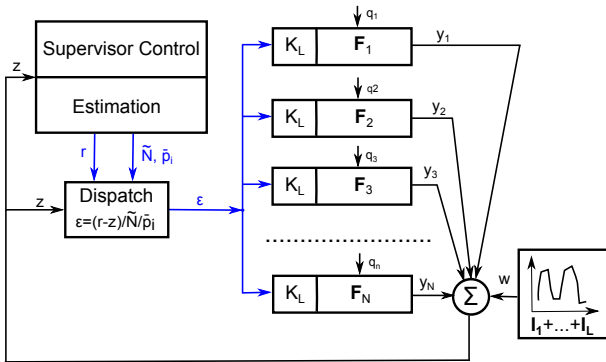 Supervisor Control
Estimation
z
r
Ñ, p̄ᵢ
z
Dispatch
ε=(r-z)/Ñ/p̄ᵢ
ε
q₁
K_L F₁ y₁
q2
K_L F₂ y₂
q₃
K_L F₃ y₃
qₙ
K_L F_N y_N
Σ
w
I₁+...+I_L